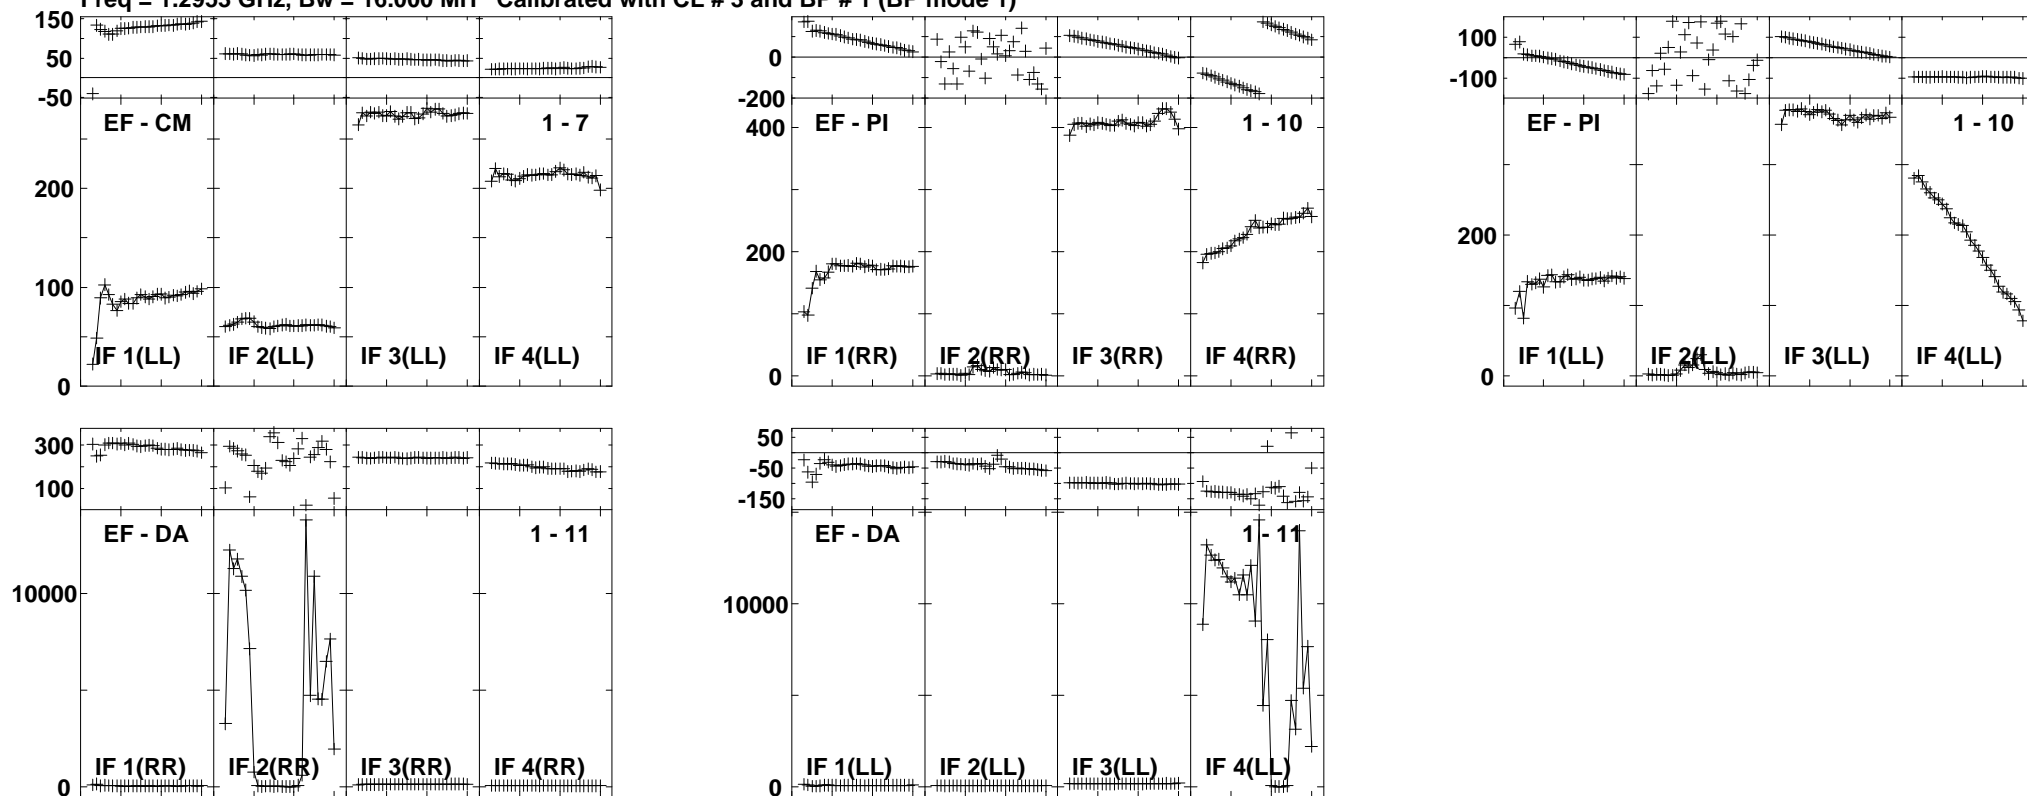 Freq = 1.2953 GHz, Bw = 16.000 MH Calibrated with CL # 3 and BP # 1 (BP mode 1)
150
50
-50
EF - CM
1 - 7
200
100
0
IF 1(LL)
IF 2(LL)
IF 3(LL)
IF 4(LL)
0
-200
400
EF - PI
1 - 10
200
0
IF 1(RR)
IF 2(RR)
IF 3(RR)
IF 4(RR)
100
-100
EF - PI
1 - 10
200
0
IF 1(LL)
IF 2(LL)
IF 3(LL)
IF 4(LL)
300
100
EF - DA
1 - 11
10000
0
IF 1(RR)
IF 2(RR)
IF 3(RR)
IF 4(RR)
50
-50
-150
EF - DA
1 - 11
10000
0
IF 1(LL)
IF 2(LL)
IF 3(LL)
IF 4(LL)